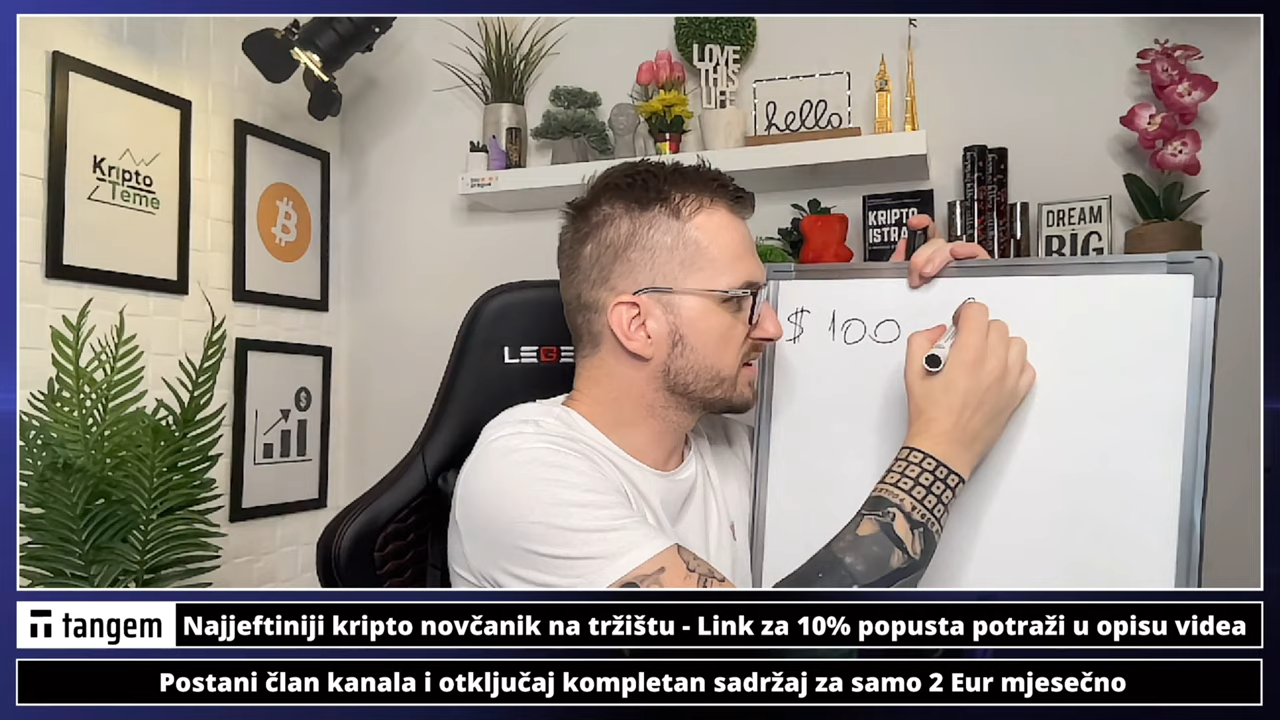 Kripto
Teme
LOVE
THIS
LIFE
hello
KRIPTO
ISTRA
DREAM
BIG
LEGE
$ 100
tangem
Najjeftiniji kripto novčanik na tržištu - Link za 10% popusta potraži u opisu videa
Postani član kanala i otključaj kompletan sadržaj za samo 2 Eur mjesečno